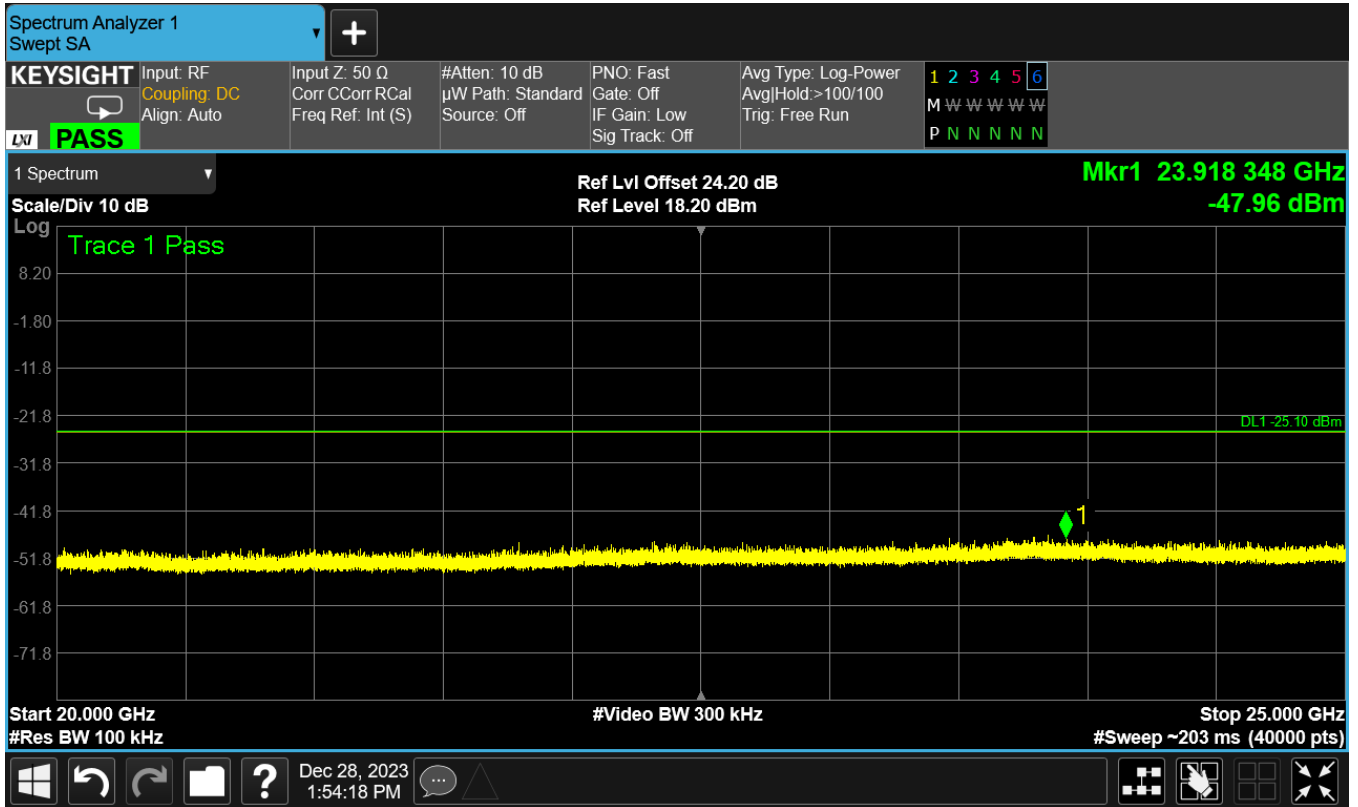 Spectrum Analyzer 1
Swept SA
KEYSIGHT
LXI PASS
Input: RF
Coupling: DC
Align: Auto
Input Z: 50 Ω
Corr CCorr RCal
Freq Ref: Int (S)
#Atten: 10 dB
µW Path: Standard
Source: Off
PNO: Fast
Gate: Off
IF Gain: Low
Sig Track: Off
Avg Type: Log-Power
Avg|Hold:>100/100
Trig: Free Run
1 2 3 4 5 6
M W W W W W
P N N N N N
1 Spectrum
Scale/Div 10 dB
Log
Ref Lvl Offset 24.20 dB
Ref Level 18.20 dBm
Mkr1 23.918 348 GHz
-47.96 dBm
Trace 1 Pass
8.20
-1.80
-11.8
-21.8
DL1 -25.10 dBm
-31.8
-41.8
1
-51.8
-61.8
-71.8
Start 20.000 GHz
#Video BW 300 kHz
Stop 25.000 GHz
#Res BW 100 kHz
#Sweep ~203 ms (40000 pts)
?
Dec 28, 2023
1:54:18 PM